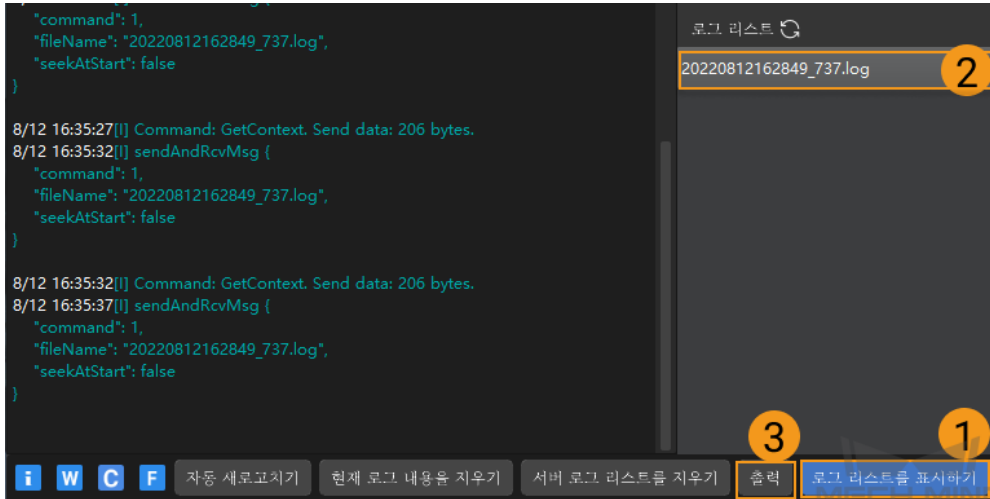 "command": 1,
"fileName": "20220812162849_737.log",
"seekAtStart": false
}
8/12 16:35:27[I] Command: GetContext. Send data: 206 bytes.
8/12 16:35:32[I] sendAndRcvMsg {
"command": 1,
"fileName": "20220812162849_737.log",
"seekAtStart": false
}
8/12 16:35:32[I] Command: GetContext. Send data: 206 bytes.
8/12 16:35:37[I] sendAndRcvMsg {
"command": 1,
"fileName": "20220812162849_737.log",
"seekAtStart": false
}
로그 리스트
20220812162849_737.log
2
3
1
i W C F 자동 새로고치기 현재 로그 내용을 지우기 서버 로그 리스트를 지우기 출력 로그 리스트를 표시하기